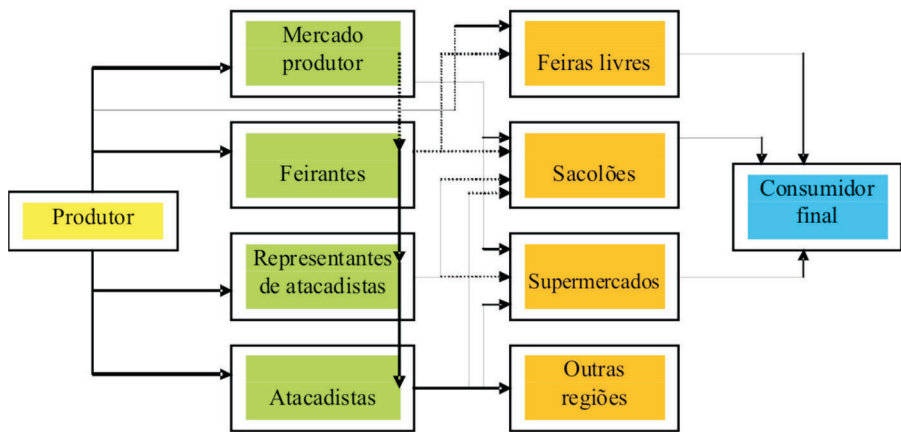 Produtor
Mercado
produtor
Feirantes
Representantes
de atacadistas
Atacadistas
Feiras livres
Sacolões
Supermercados
Outras
regiões
Consumidor
final